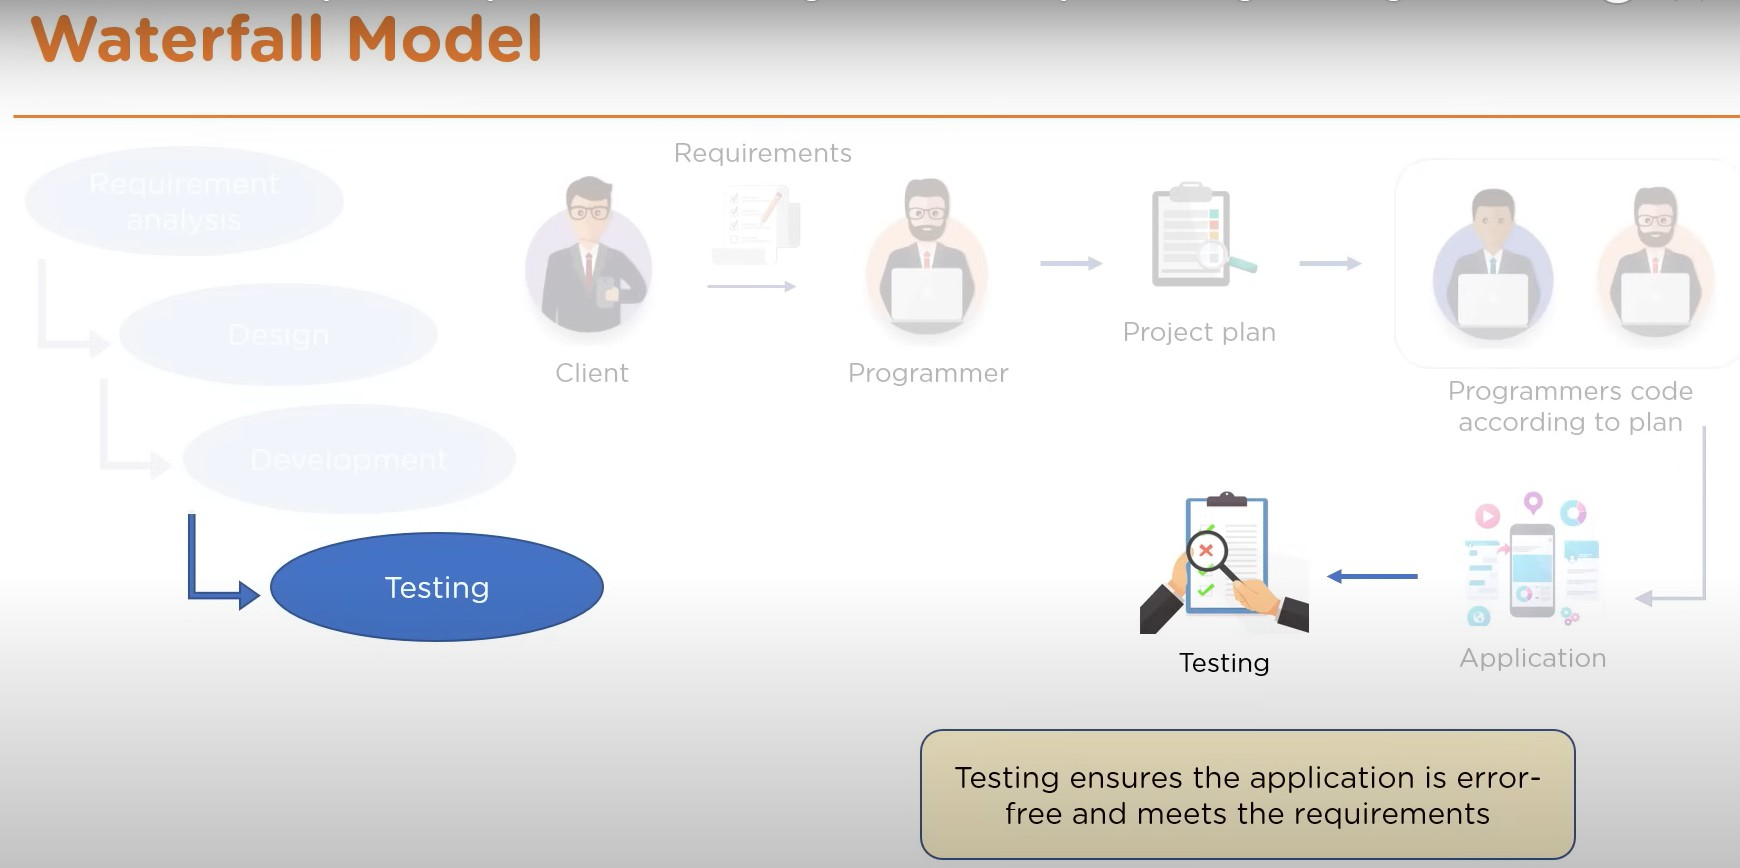 Waterfall Model
Requirement
analysis
Design
Development
Testing
Requirements
Client
Programmer
Project plan
Programmers code
according to plan
Application
Testing
Testing ensures the application is error-
free and meets the requirements